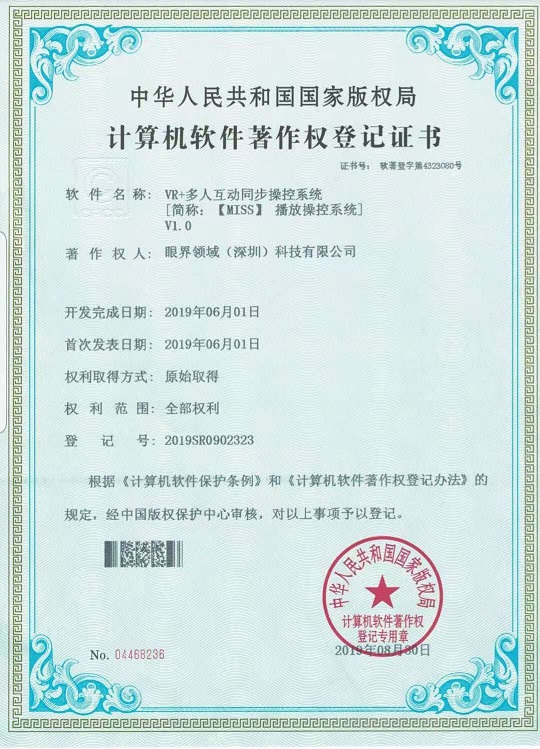 中华人民共和国国家版权局
计算机软件著作权登记证书
证书号： 软著登字第4323080号
软件名称： VR+多人互动同步操控系统
[简称：【MISS】 播放操控系统]
V1.0
著作权人： 眼界领域（深圳）科技有限公司
开发完成日期： 2019年06月01日
首次发表日期： 2019年06月01日
权利取得方式： 原始取得
权利范围： 全部权利
登记号： 2019SR0902323
根据《计算机软件保护条例》和《计算机软件著作权登记办法》的
规定，经中国版权保护中心审核，对以上事项予以登记。
中华人民共和国国家版权局
计算机软件著作权
登记专用章
No. 04468236
2019年08月30日